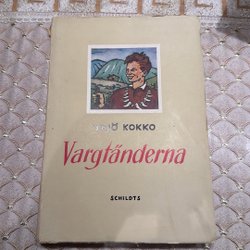 YRJÖ KOKKO
Vargtänderna
SCHILDTS